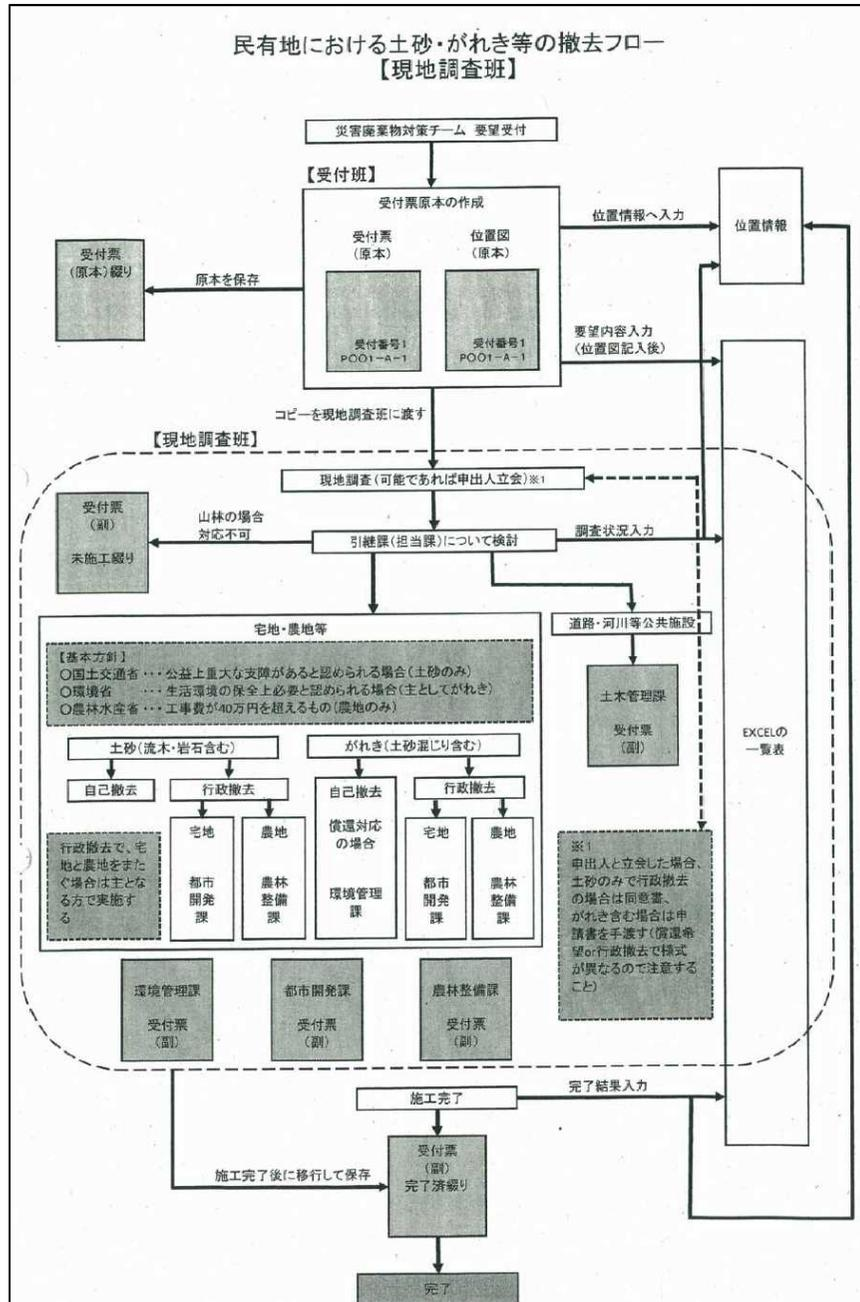 民有地における土砂・がれき等の撤去フロー
【現地調査班】
災害廃棄物対策チーム 要望受付
【受付班】
受付票原本の作成
受付票
(原本)
位置図
(原本)
受付番号1
P001-A-1
受付番号1
P001-A-1
位置情報へ入力
位置情報
受付票
(原本)綴り
原本を保存
要望内容入力
(位置図記入後)
コピーを現地調査班に渡す
【現地調査班】
現地調査(可能であれば申出人立会)※1
受付票
(副)
未施工綴り
山林の場合
対応不可
引継課(担当課)について検討
調査状況入力
宅地・農地等
道路・河川等公共施設
【基本方針】
〇国土交通省・・・公益上重大な支障があると認められる場合(土砂のみ)
〇環境省 ・・・生活環境の保全上必要と認められる場合(主としてがれき)
〇農林水産省・・・工事費が40万円を超えるもの(農地のみ)
土木管理課
受付票
(副)
EXCELの
一覧表
土砂(流木・岩石含む)
がれき(土砂混じり含む)
自己撤去
行政撤去
自己撤去
償還対応
の場合
環境管理
課
行政撤去
行政撤去で、宅
地と農地をまた
ぐ場合は主とな
る方で実施す
る
宅地
都市
開発
課
農地
農林
整備
課
宅地
都市
開発
課
農地
農林
整備
課
※1
申出人と立会した場合、
土砂のみで行政撤去
の場合は同意書、
がれき含む場合は申
請書を手渡す(償還希
望or行政撤去で様式
が異なるので注意する
こと)
環境管理課
受付票
(副)
都市開発課
受付票
(副)
農林整備課
受付票
(副)
施工完了
完了結果入力
受付票
(副)
完了済綴り
施工完了後に移行して保存
完了